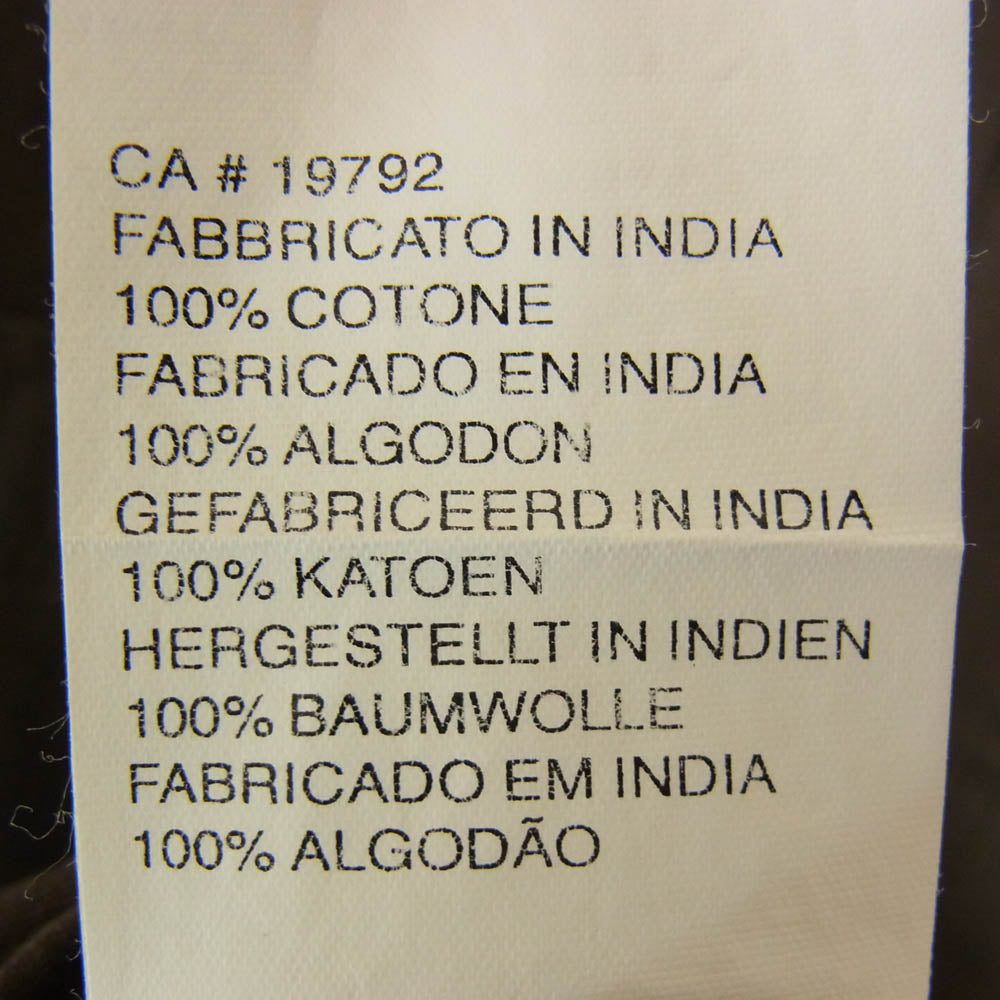 CA # 19792
FABBRICATO IN INDIA
100% COTONE
FABRICADO EN INDIA
100% ALGODON
GEFABRICEERD IN INDIA
100% KATOEN
HERGESTELLT IN INDIEN
100% BAUMWOLLE
FABRICADO EM INDIA
100% ALGODÃO